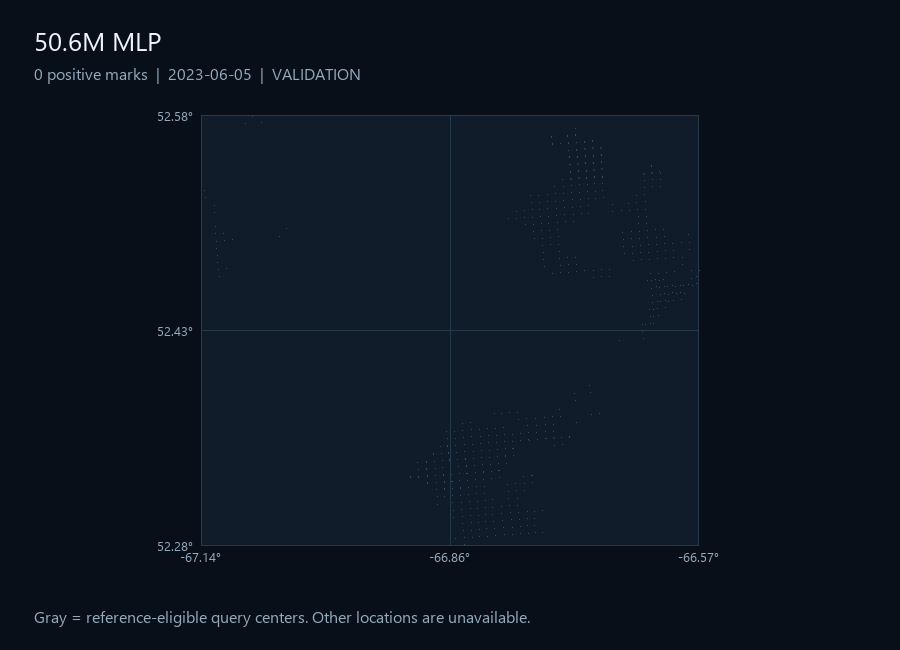 50.6M MLP
0 positive marks | 2023-06-05 | VALIDATION
52.58°
52.43°
52.28°
-67.14° -66.86° -66.57°
Gray = reference-eligible query centers. Other locations are unavailable.